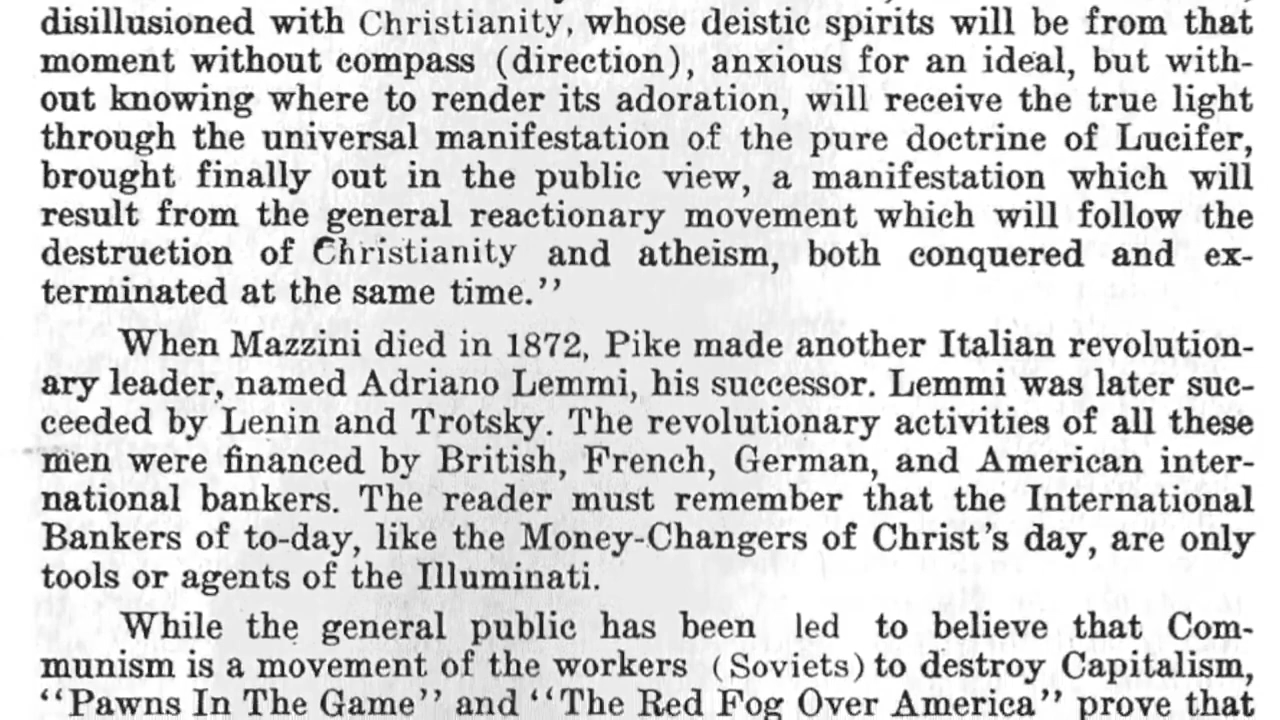 disillusioned with Christianity, whose deistic spirits will be from that
moment without compass (direction), anxious for an ideal, but with-
out knowing where to render its adoration, will receive the true light
through the universal manifestation of the pure doctrine of Lucifer,
brought finally out in the public view, a manifestation which will
result from the general reactionary movement which will follow the
destruction of Christianity and atheism, both conquered and ex-
terminated at the same time.''
When Mazzini died in 1872, Pike made another Italian revolution-
ary leader, named Adriano Lemmi, his successor. Lemmi was later suc-
ceeded by Lenin and Trotsky. The revolutionary activities of all these
men were financed by British, French, German, and American inter-
national bankers. The reader must remember that the International
Bankers of to-day, like the Money-Changers of Christ's day, are only
tools or agents of the Illuminati.
While the general public has been led to believe that Com-
munism is a movement of the workers (Soviets) to destroy Capitalism,
''Pawns In The Game'' and ''The Red Fog Over America'' prove that